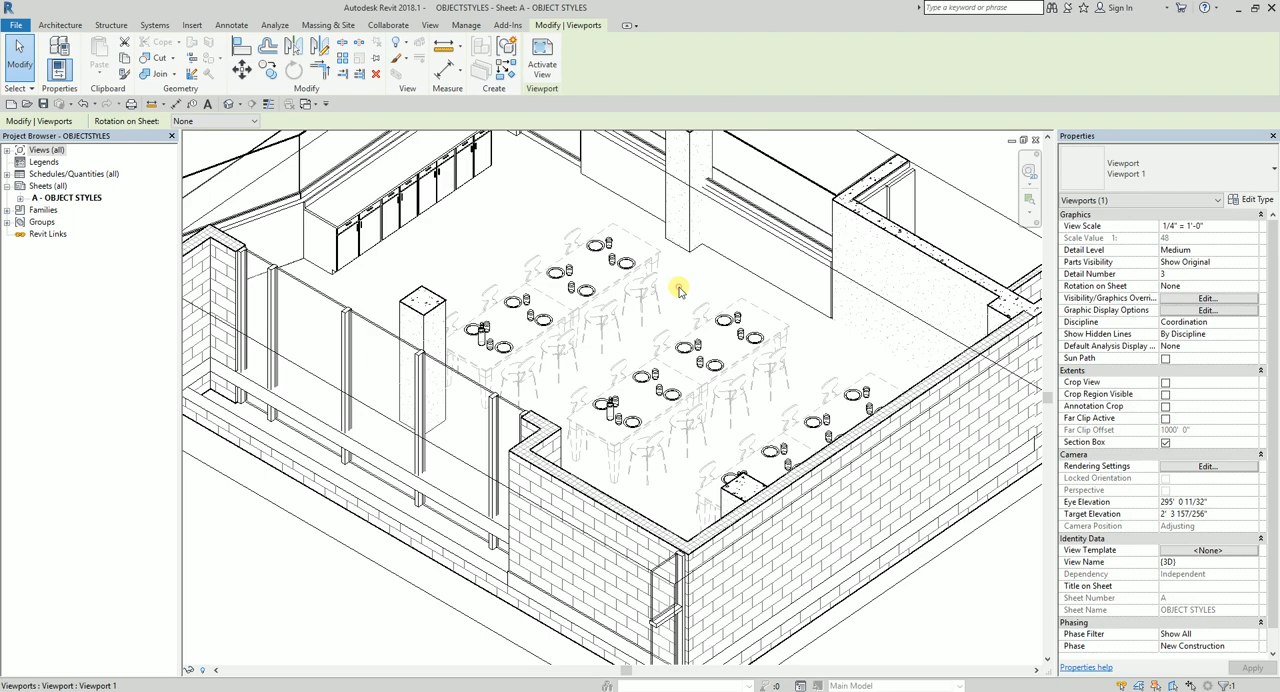 Autodesk Revit 2018.1 - OBJECTSTYLES - Sheet: A - OBJECT STYLES
Type a keyword or phrase
Sign In
File Architecture Structure Systems Insert Annotate Analyze Massing & Site Collaborate View Manage Add-Ins Modify | Viewports
Modify
Paste
Cope
Cut
Join
Activate
View
Select Properties Clipboard Geometry Modify View Measure Create Viewport
Modify | Viewports Rotation on Sheet: None
Project Browser - OBJECTSTYLES
Views (all)
Legends
Schedules/Quantities (all)
Sheets (all)
A - OBJECT STYLES
Families
Groups
Revit Links
Properties
Viewport
Viewport 1
Viewports (1) Edit Type
Graphics
View Scale 1/4" = 1'-0"
Scale Value 1: 48
Detail Level Medium
Parts Visibility Show Original
Detail Number 3
Rotation on Sheet None
Visibility/Graphics Overri... Edit...
Graphic Display Options Edit...
Discipline Coordination
Show Hidden Lines By Discipline
Default Analysis Display ... None
Sun Path
Extents
Crop View
Crop Region Visible
Annotation Crop
Far Clip Active
Far Clip Offset 1000' 0"
Section Box
Camera
Rendering Settings Edit...
Locked Orientation
Perspective
Eye Elevation 295' 0 11/32"
Target Elevation 2' 3 157/256"
Camera Position Adjusting
Identity Data
View Template <None>
View Name {3D}
Dependency Independent
Title on Sheet
Sheet Number A
Sheet Name OBJECT STYLES
Phasing
Phase Filter Show All
Phase New Construction
Properties help Apply
Viewports : Viewport : Viewport 1
:0
Main Model
:1